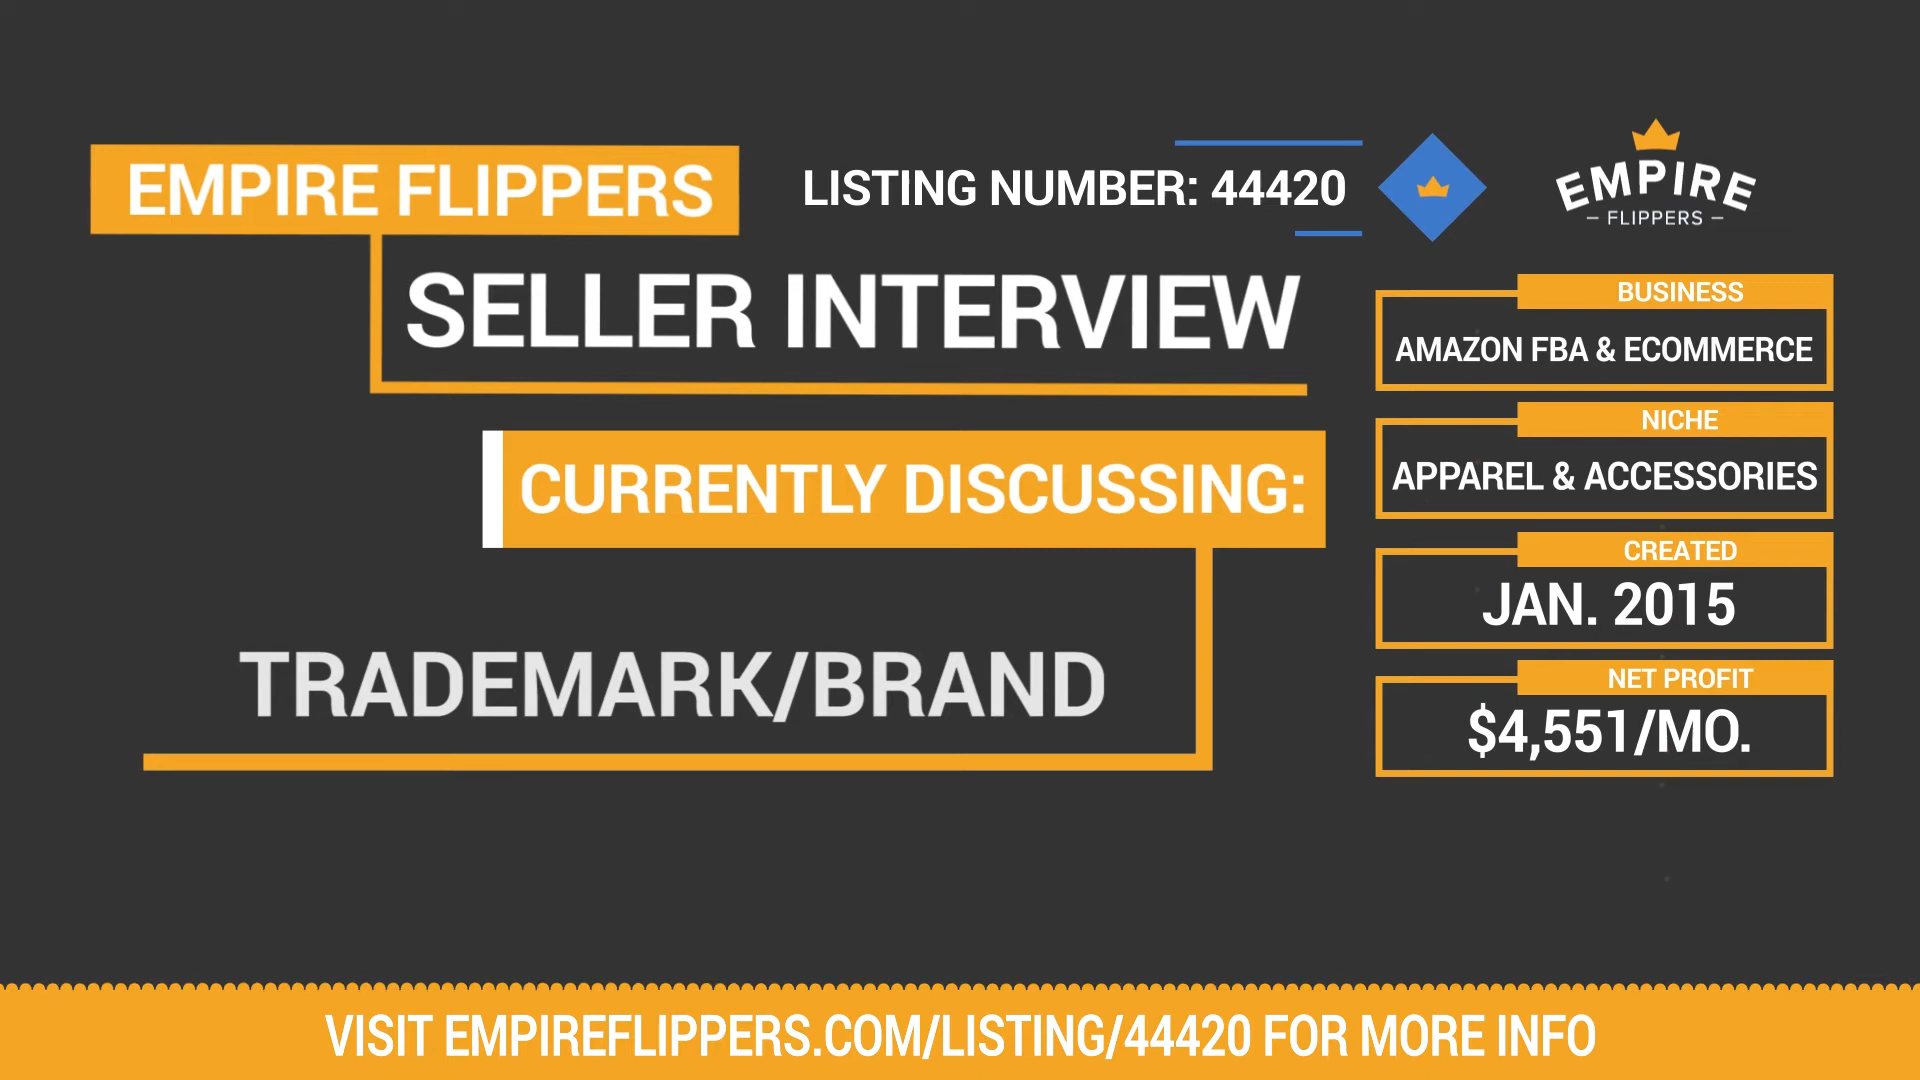 EMPIRE FLIPPERS
LISTING NUMBER: 44420
EMPIRE
FLIPPERS
SELLER INTERVIEW
CURRENTLY DISCUSSING:
TRADEMARK/BRAND
BUSINESS
AMAZON FBA & ECOMMERCE
NICHE
APPAREL & ACCESSORIES
CREATED
JAN. 2015
NET PROFIT
$4,551/MO.
VISIT EMPIREFLIPPERS.COM/LISTING/44420 FOR MORE INFO